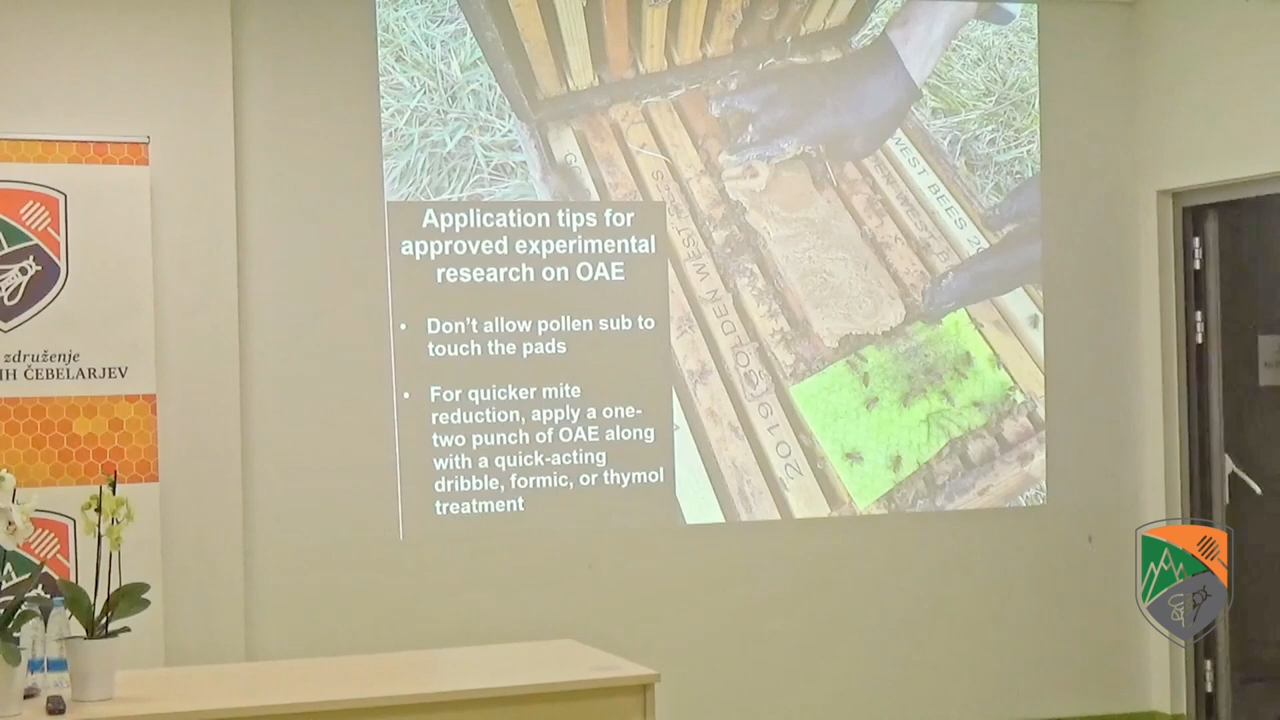 Application tips for
approved experimental
research on OAE
• Don't allow pollen sub to
touch the pads
• For quicker mite
reduction, apply a one-
two punch of OAE along
with a quick-acting
dribble, formic, or thymol
treatment
2019 GOLDEN WEST
WEST BEES 20
združenje
IH ČEBELARJEV